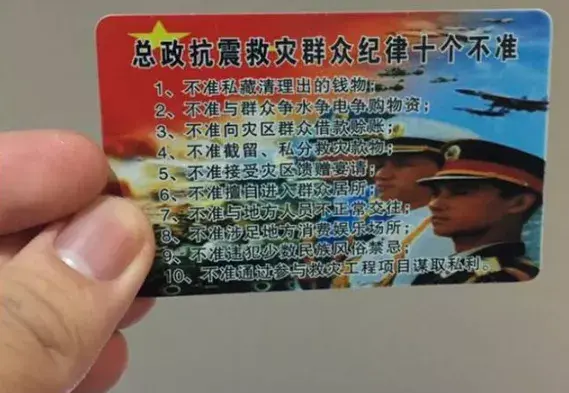 总政抗震救灾群众纪律十个不准
1、不准私藏清理出的钱物；
2、不准与群众争水争电争购物资；
3、不准向灾区群众借款赊账；
4、不准截留、私分救灾款物；
5、不准接受灾区馈赠宴请；
6、不准擅自进入群众居所；
7、不准与地方人员不正常交往；
8、不准涉足地方消费娱乐场所；
9、不准违犯少数民族风俗禁忌；
10、不准通过参与救灾工程项目谋取私利。